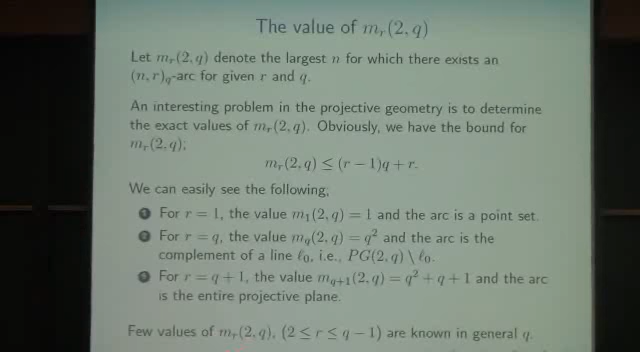 The value of m_r(2, q)
Let m_r(2, q) denote the largest n for which there exists an
(n, r)_q-arc for given r and q.
An interesting problem in the projective geometry is to determine
the exact values of m_r(2, q). Obviously, we have the bound for
m_r(2, q);
m_r(2, q) ≤ (r − 1)q + r.
We can easily see the following;
1 For r = 1, the value m_1(2, q) = 1 and the arc is a point set.
2 For r = q, the value m_q(2, q) = q^2 and the arc is the
complement of a line ℓ_0, i.e., PG(2, q) \ ℓ_0.
3 For r = q + 1, the value m_{q+1}(2, q) = q^2 + q + 1 and the arc
is the entire projective plane.
Few values of m_r(2, q), (2 ≤ r ≤ q − 1) are known in general q.